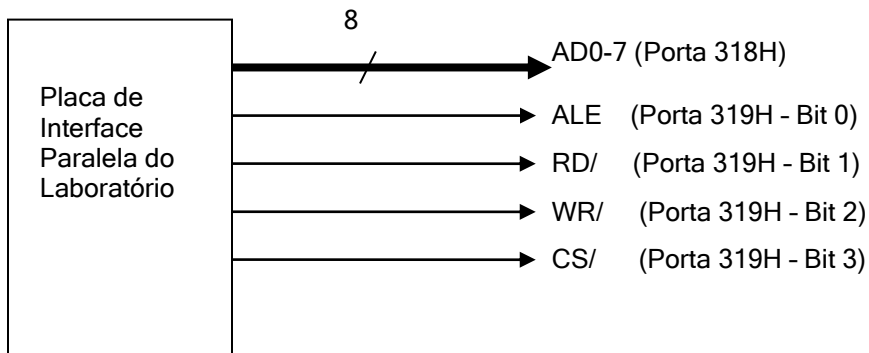 8
AD0-7 (Porta 318H)
Placa de
Interface
Paralela do
Laboratório
ALE (Porta 319H – Bit 0)
RD/ (Porta 319H – Bit 1)
WR/ (Porta 319H – Bit 2)
CS/ (Porta 319H – Bit 3)